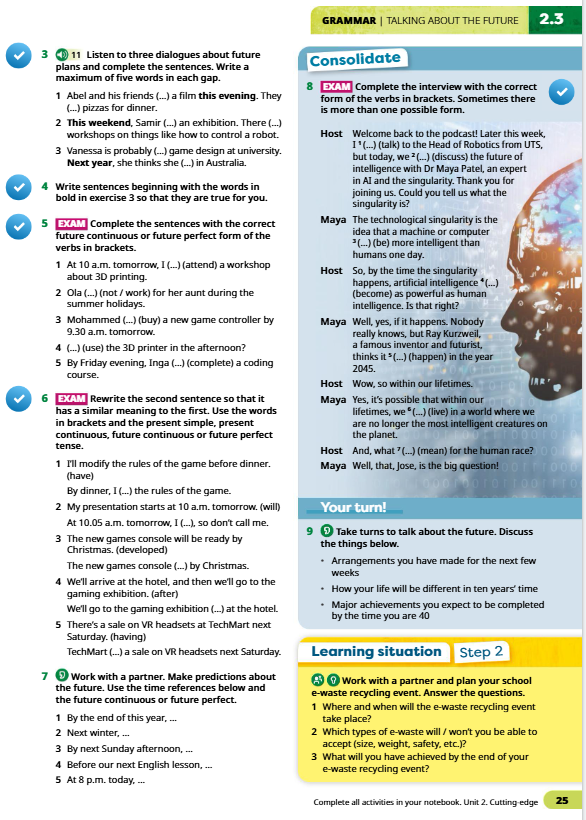 GRAMMAR | TALKING ABOUT THE FUTURE 2.3
3 11 Listen to three dialogues about future
plans and complete the sentences. Write a
maximum of five words in each gap.
1 Abel and his friends (...) a film this evening. They
(...) pizzas for dinner.
2 This weekend, Samir (...) an exhibition. There (...)
workshops on things like how to control a robot.
3 Vanessa is probably (...) game design at university.
Next year, she thinks she (...) in Australia.
4 Write sentences beginning with the words in
bold in exercise 3 so that they are true for you.
5 EXAM Complete the sentences with the correct
future continuous or future perfect form of the
verbs in brackets.
1 At 10 a.m. tomorrow, I (...) (attend) a workshop
about 3D printing.
2 Ola (...) (not / work) for her aunt during the
summer holidays.
3 Mohammed (...) (buy) a new game controller by
9.30 a.m. tomorrow.
4 (...) (use) the 3D printer in the afternoon?
5 By Friday evening, Inga (...) (complete) a coding
course.
6 EXAM Rewrite the second sentence so that it
has a similar meaning to the first. Use the words
in brackets and the present simple, present
continuous, future continuous or future perfect
tense.
1 I'll modify the rules of the game before dinner.
(have)
By dinner, I (...) the rules of the game.
2 My presentation starts at 10 a.m. tomorrow. (will)
At 10.05 a.m. tomorrow, I (...), so don't call me.
3 The new games console will be ready by
Christmas. (developed)
The new games console (...) by Christmas.
4 We'll arrive at the hotel, and then we'll go to the
gaming exhibition. (after)
We'll go to the gaming exhibition (...) at the hotel.
5 There's a sale on VR headsets at TechMart next
Saturday. (having)
TechMart (...) a sale on VR headsets next Saturday.
7 Work with a partner. Make predictions about
the future. Use the time references below and
the future continuous or future perfect.
1 By the end of this year, ...
2 Next winter, ...
3 By next Sunday afternoon, ...
4 Before our next English lesson, ...
5 At 8 p.m. today, ...
Consolidate
8 EXAM Complete the interview with the correct
form of the verbs in brackets. Sometimes there
is more than one possible form.
Host Welcome back to the podcast! Later this week,
I 1 (...) (talk) to the Head of Robotics from UTS,
but today, we 2 (...) (discuss) the future of
intelligence with Dr Maya Patel, an expert
in AI and the singularity. Thank you for
joining us. Could you tell us what the
singularity is?
Maya The technological singularity is the
idea that a machine or computer
3 (...) (be) more intelligent than
humans one day.
Host So, by the time the singularity
happens, artificial intelligence 4 (...)
(become) as powerful as human
intelligence. Is that right?
Maya Well, yes, if it happens. Nobody
really knows, but Ray Kurzweil,
a famous inventor and futurist,
thinks it 5 (...) (happen) in the year
2045.
Host Wow, so within our lifetimes.
Maya Yes, it's possible that within our
lifetimes, we 6 (...) (live) in a world where we
are no longer the most intelligent creatures on
the planet.
Host And, what 7 (...) (mean) for the human race?
Maya Well, that, Jose, is the big question!
Your turn!
9 Take turns to talk about the future. Discuss
the things below.
• Arrangements you have made for the next few
weeks
• How your life will be different in ten years' time
• Major achievements you expect to be completed
by the time you are 40
Learning situation Step 2
Work with a partner and plan your school
e-waste recycling event. Answer the questions.
1 Where and when will the e-waste recycling event
take place?
2 Which types of e-waste will / won't you be able to
accept (size, weight, safety, etc.)?
3 What will you have achieved by the end of your
e-waste recycling event?
Complete all activities in your notebook. Unit 2. Cutting-edge 25